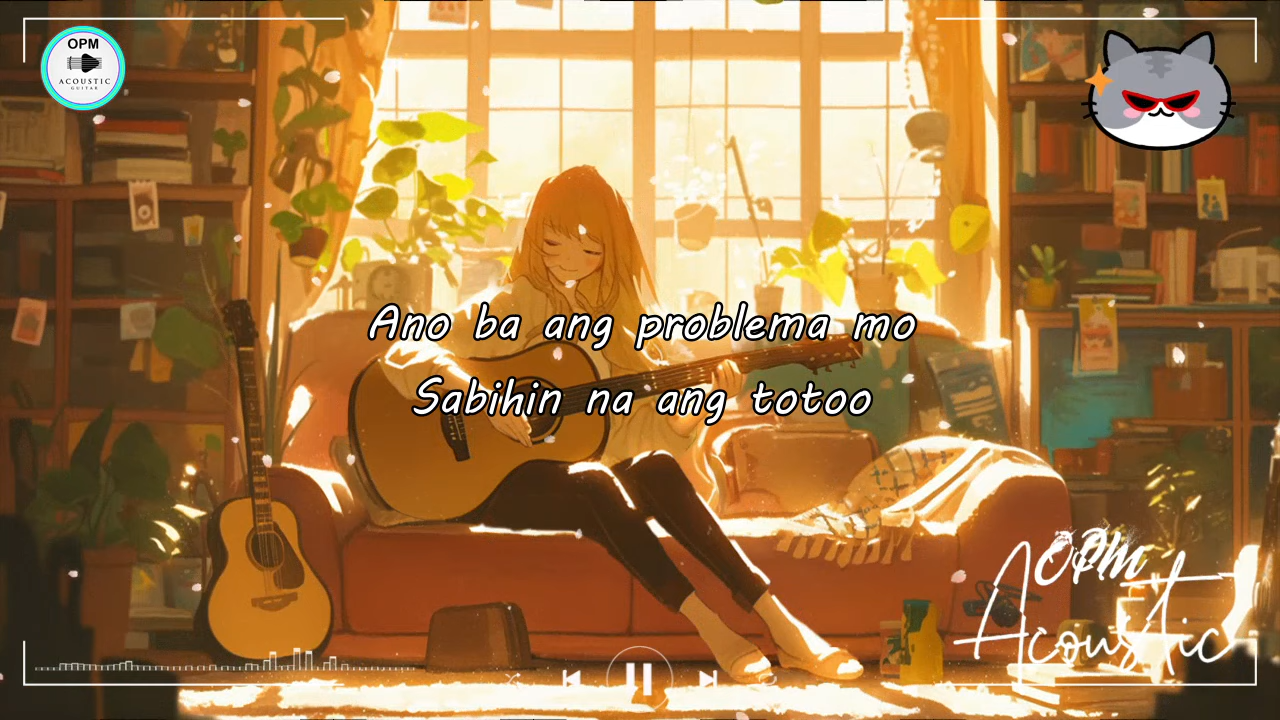 OPM
ACOUSTIC
GUITAR
Ano ba ang problema mo
Sabihin na ang totoo
OPM
Acoustic